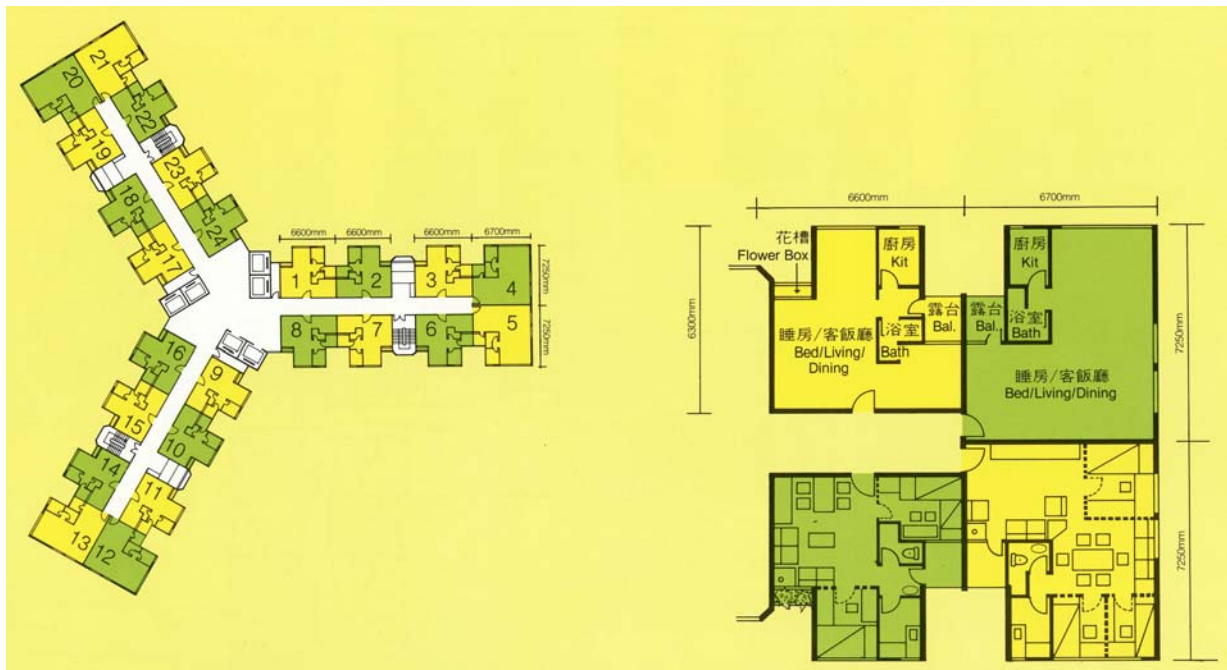 21
20
22
19
23
18
24
17
6600mm
6600mm
6600mm
6700mm
1
2
3
4
7250mm
8
7
6
5
7250mm
16
9
15
10
14
11
13
12
6600mm
6700mm
花槽
Flower Box
廚房
Kit
廚房
Kit
6300mm
露台
Bal.
露台
Bal.
浴室
Bath
浴室
Bath
睡房/客飯廳
Bed/Living/
Dining
睡房/客飯廳
Bed/Living/Dining
7250mm
7250mm